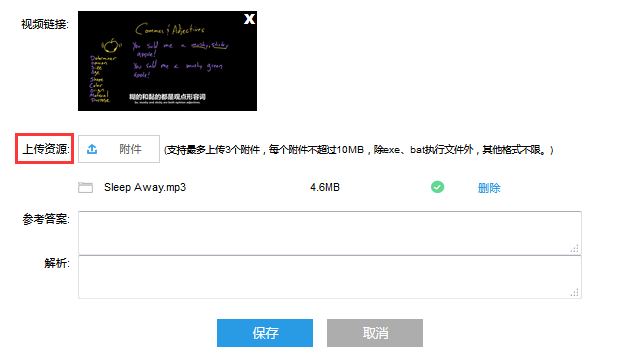 视频链接:
X
Commas & Adjectives
You sold me a mushy, sticky
apple!
You sold me a mushy green
apple!
Determiner
Opinion
Size
Age
Shape
Color
Origin
Material
Purpose
糊的和黏的都是观点形容词
So, mushy and sticky are both opinion adjectives.
上传资源: 附件 (支持最多上传3个附件，每个附件不超过10MB，除exe、bat执行文件外，其他格式不限。)
Sleep Away.mp3 4.6MB 删除
参考答案:
解析:
保存 取消